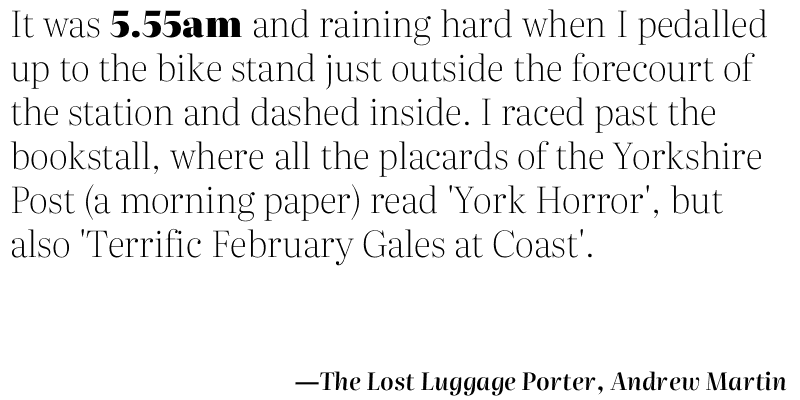 It was 5.55am and raining hard when I pedalled
up to the bike stand just outside the forecourt of
the station and dashed inside. I raced past the
bookstall, where all the placards of the Yorkshire
Post (a morning paper) read 'York Horror', but
also 'Terrific February Gales at Coast'.
—The Lost Luggage Porter, Andrew Martin